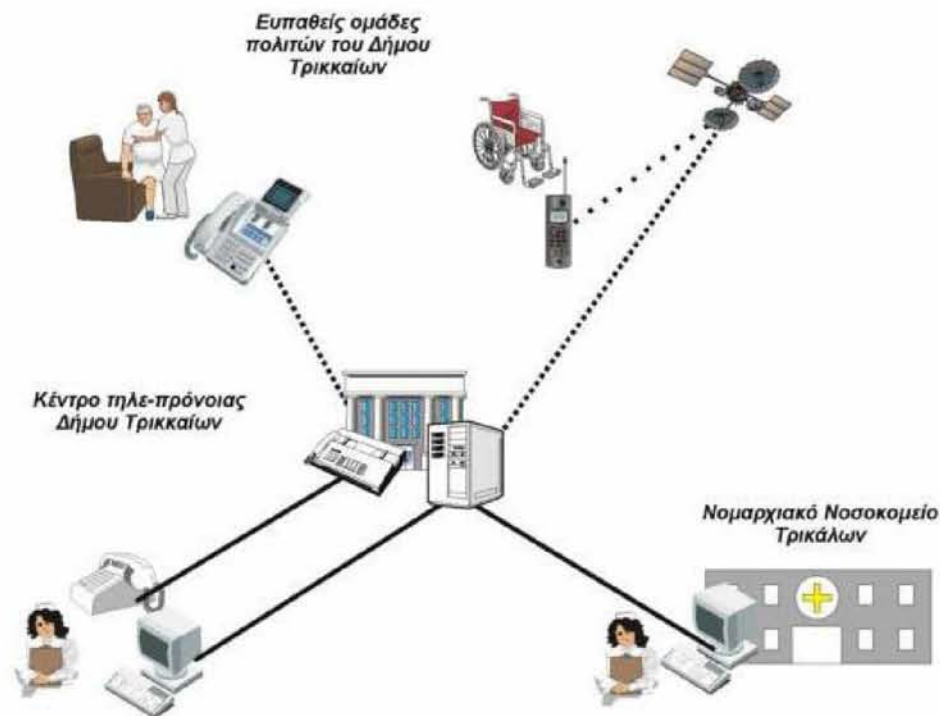 Ευπαθείς ομάδες
πολιτών του Δήμου
Τρικκαίων
Κέντρο τηλε-πρόνοιας
Δήμου Τρικκαίων
Νομαρχιακό Νοσοκομείο
Τρικάλων